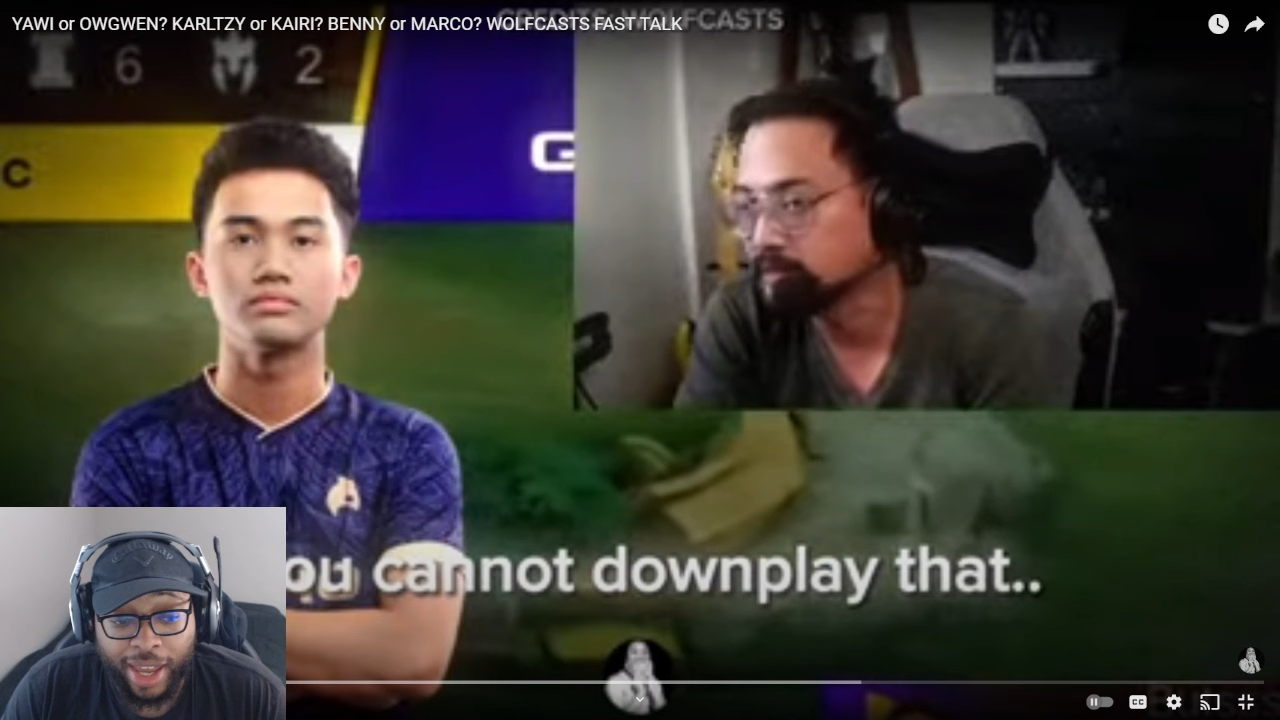 YAWI or OWGWEN? KARLTZY or KAIRI? BENNY or MARCO? WOLFCASTS FAST TALK
CREDITS: WOLFCASTS
6
2
C
G
ou cannot downplay that..
CC